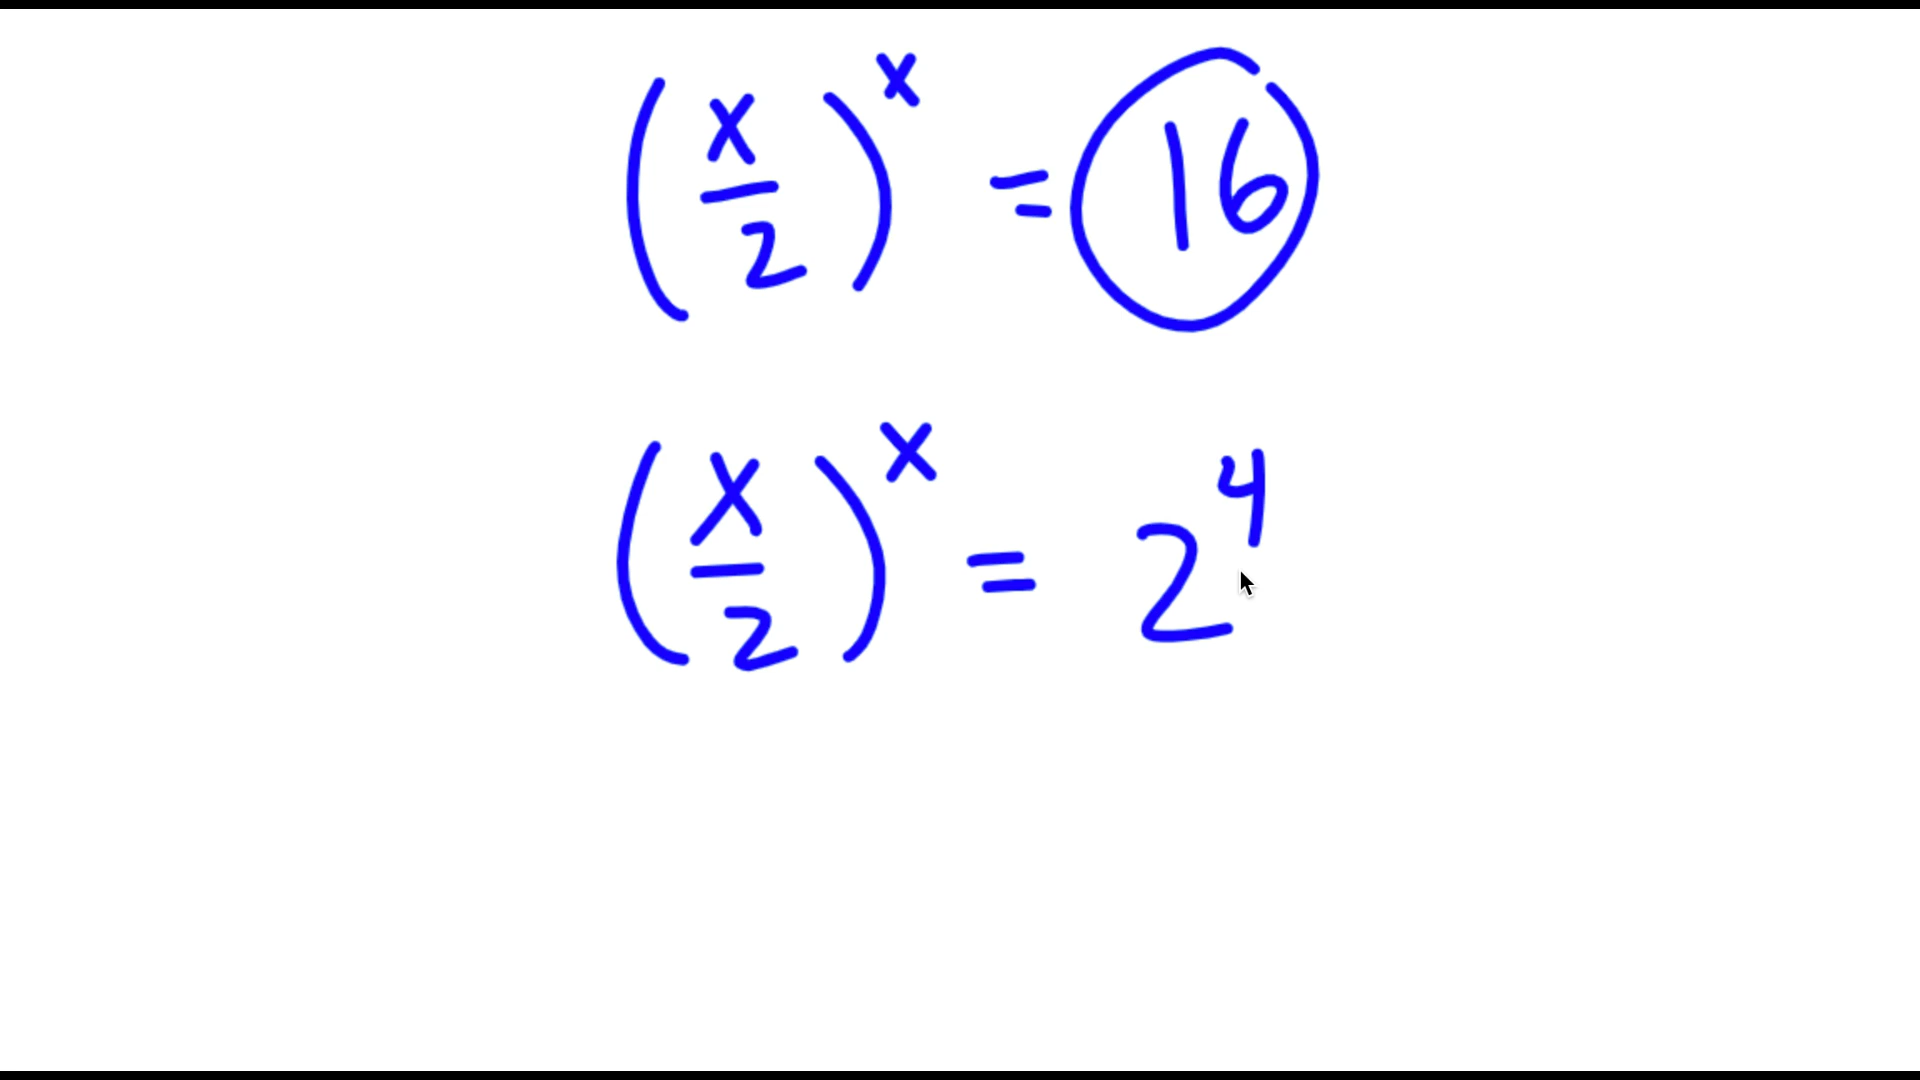 (x/2)^x = 16
(x/2)^x = 2^4